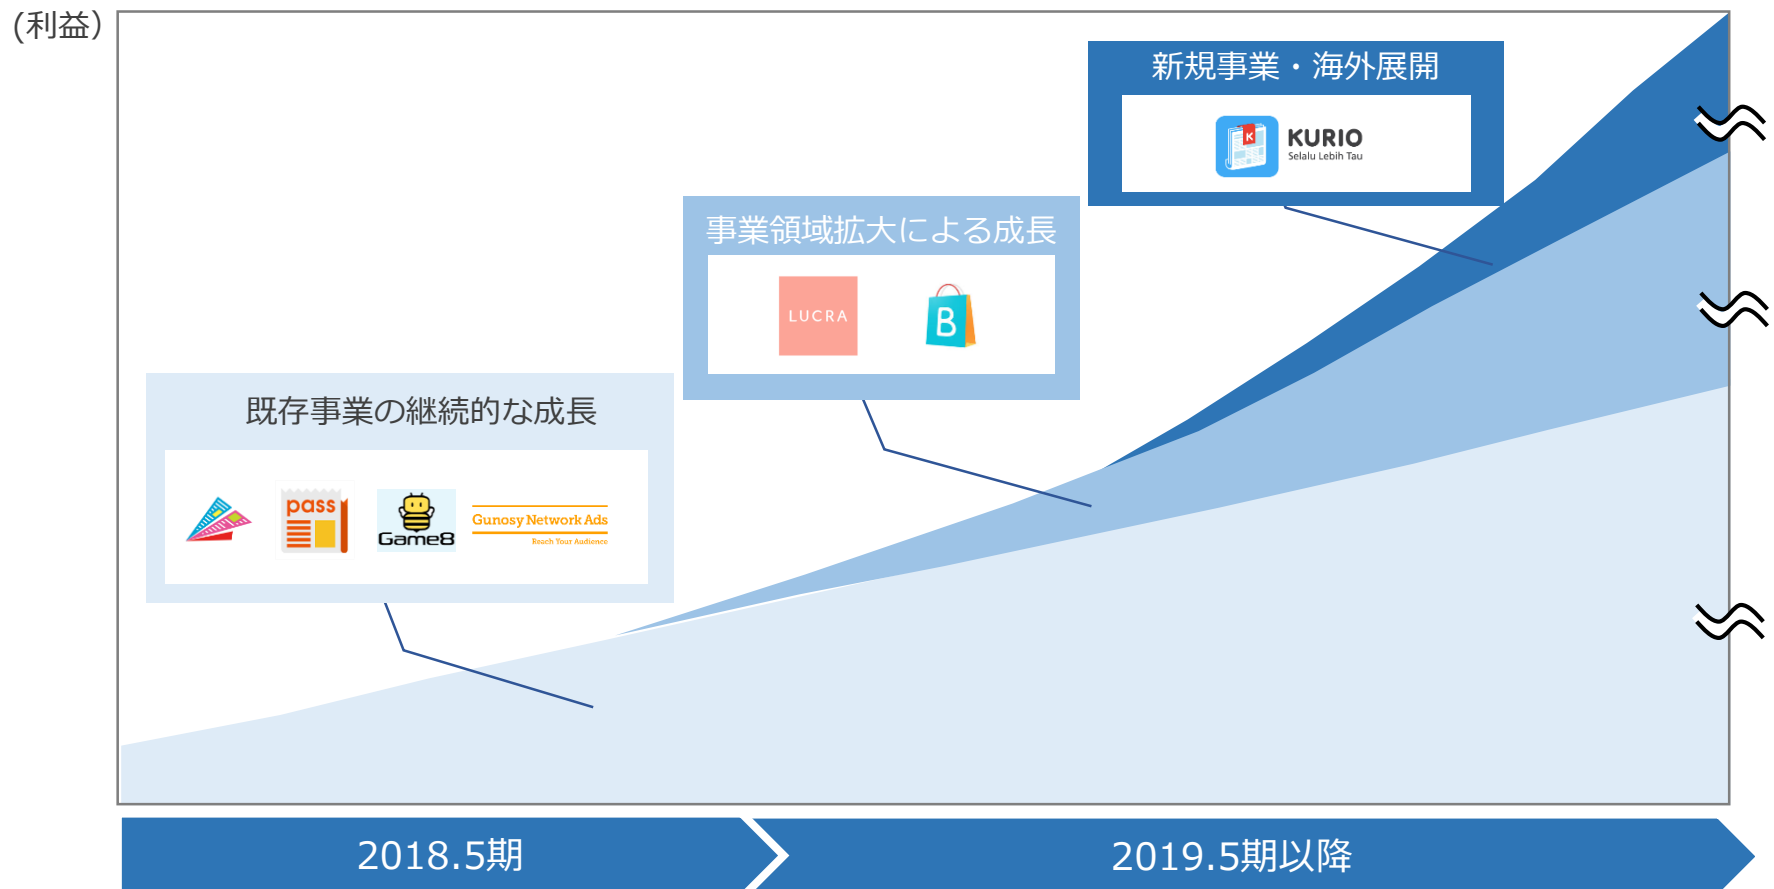 (利益)
新規事業・海外展開
K
KURIO
Selalu Lebih Tau
事業領域拡大による成長
LUCRA
B
既存事業の継続的な成長
pass
Game8
Gunosy Network Ads
Reach Your Audience
2018.5期
2019.5期以降